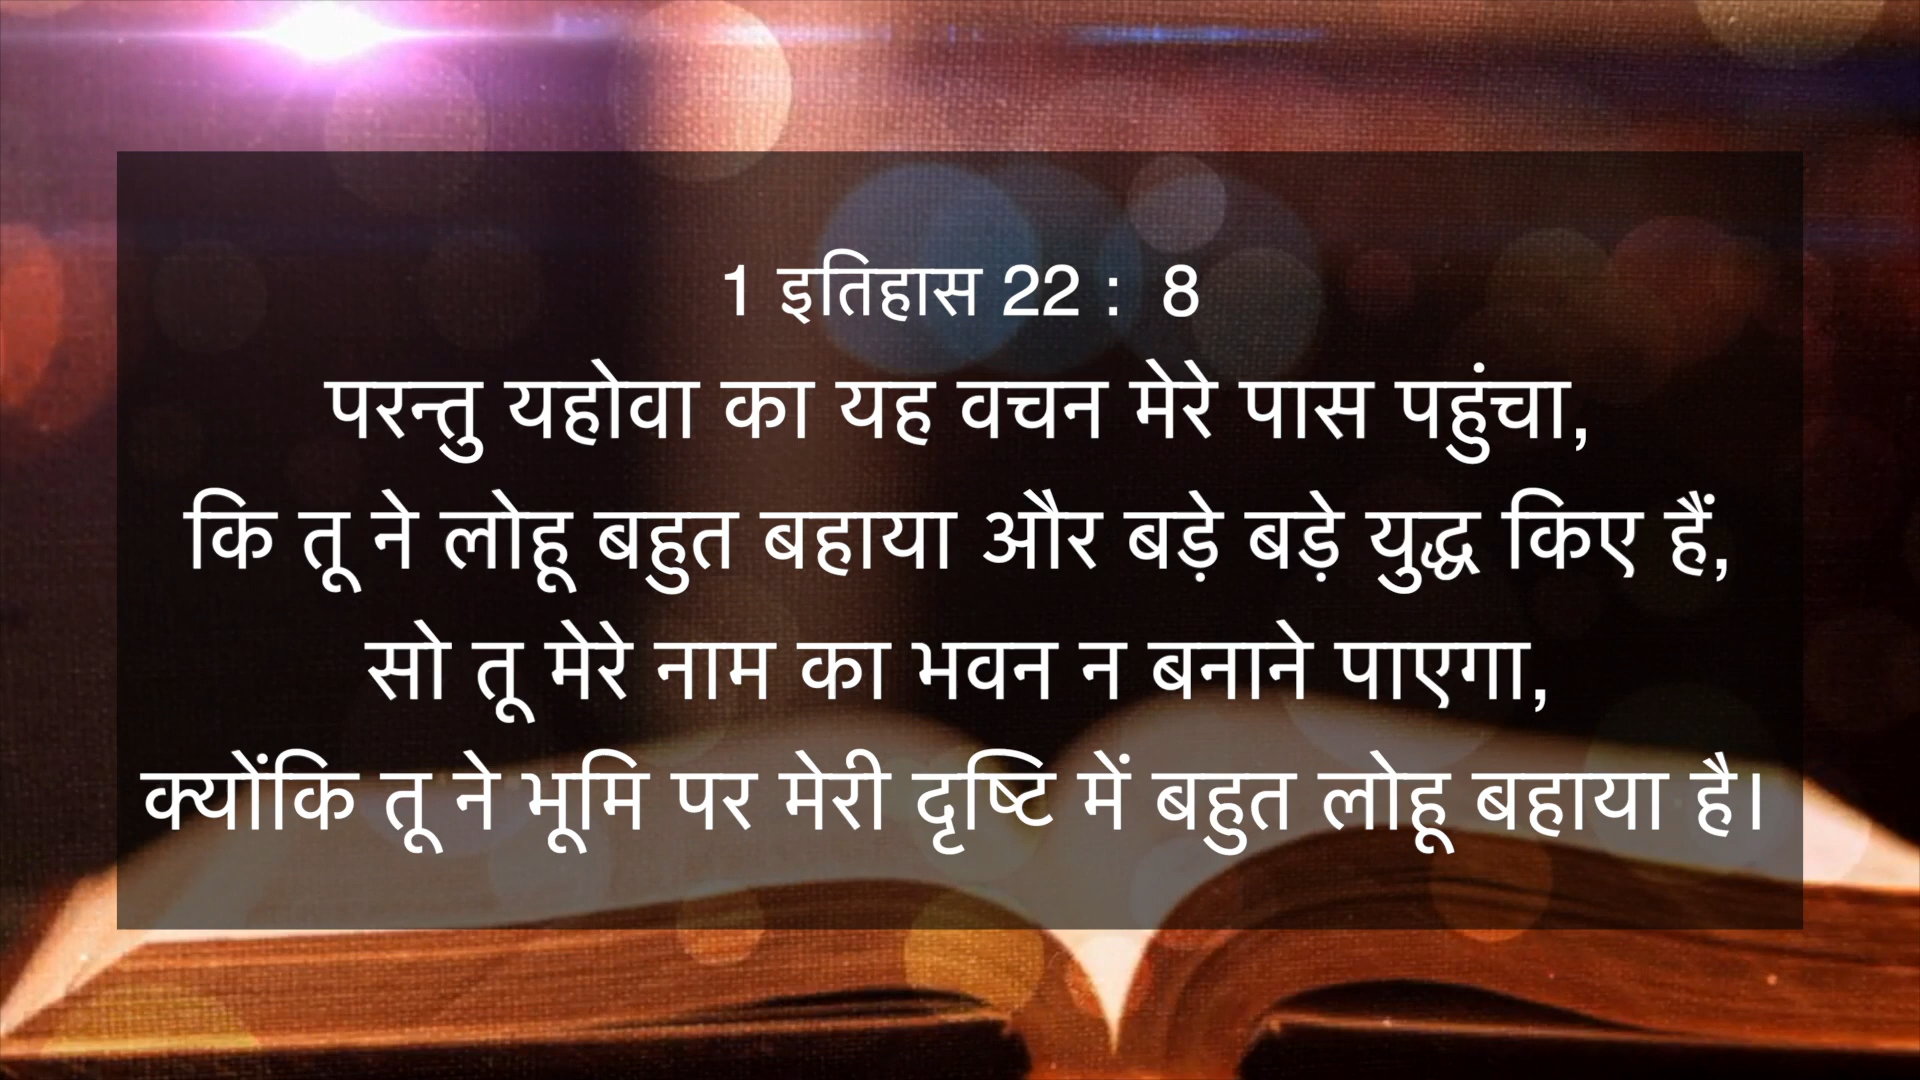 1 इतिहास 22 :  8
परन्तु यहोवा का यह वचन मेरे पास पहुंचा,
कि तू ने लोहू बहुत बहाया और बड़े बड़े युद्ध किए हैं,
सो तू मेरे नाम का भवन न बनाने पाएगा,
क्योंकि तू ने भूमि पर मेरी दृष्टि में बहुत लोहू बहाया है।